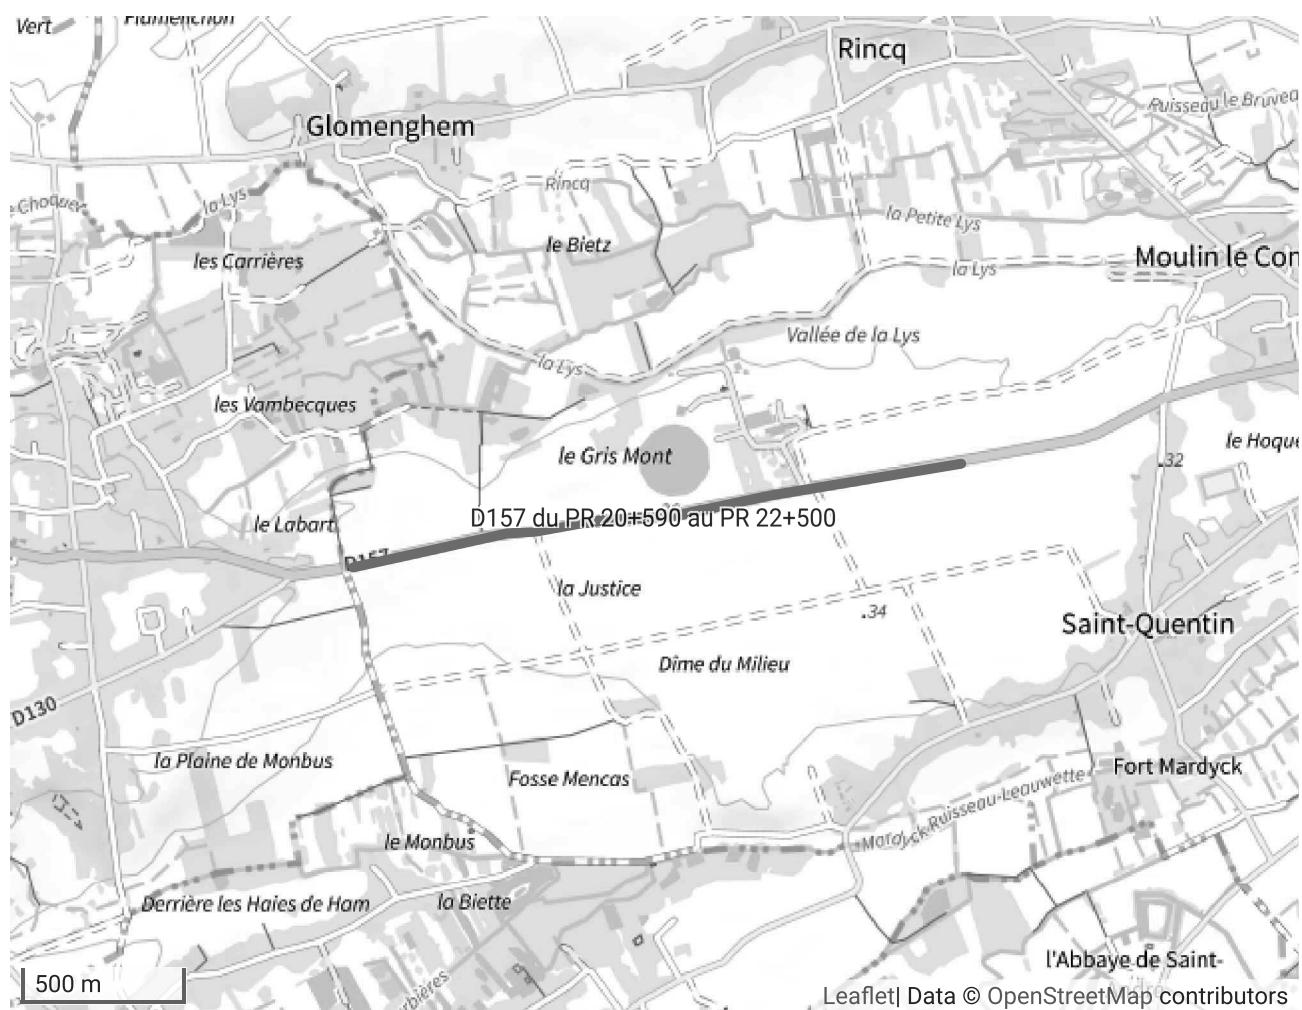 Vert
Rincq
Glomenghem
Ruisseau le Bruvea
Rincq
la Lys
Choquer
la Petite Lys
le Bietz
Moulin le Con
les Carrières
la Lys
Vallée de la Lys
la Lys
les Vambecques
le Hoque
le Gris Mont
32
D157 du PR 20+590 au PR 22+500
le Labart
D157
la Justice
34
Saint-Quentin
Dîme du Milieu
D130
la Plaine de Monbus
Fort Mardyck
Fosse Mencas
Mardyck Ruisseau-Leauwette
le Monbus
la Biette
Derrière les Haies de Ham
l'Abbaye de Saint-
André
500 m
rbières
Leaflet| Data © OpenStreetMap contributors